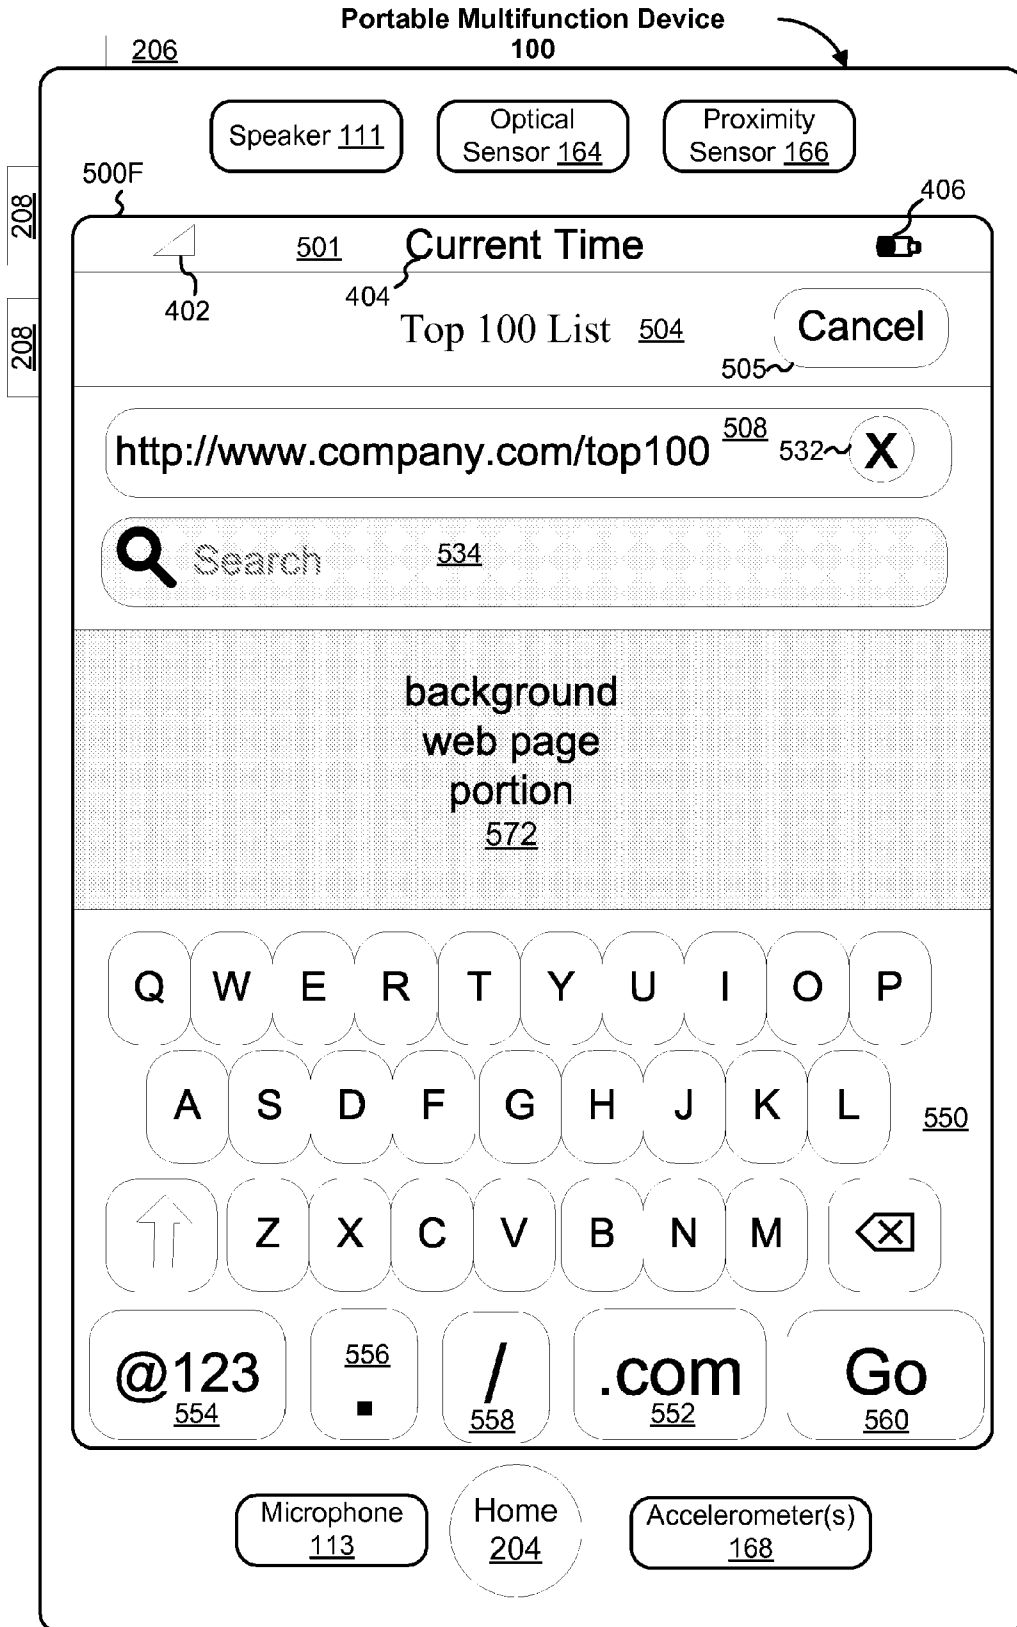 Portable Multifunction Device
100
206
Speaker 111
Optical
Sensor 164
Proximity
Sensor 166
208
208
500F
406
501
Current Time
402
404
Top 100 List 504
Cancel
505
http://www.company.com/top100
508
532
X
Search
534
background
web page
portion
572
Q W E R T Y U I O P
A S D F G H J K L
550
Z X C V B N M
@123
554
556
.
/
558
.com
552
Go
560
Microphone
113
Home
204
Accelerometer(s)
168